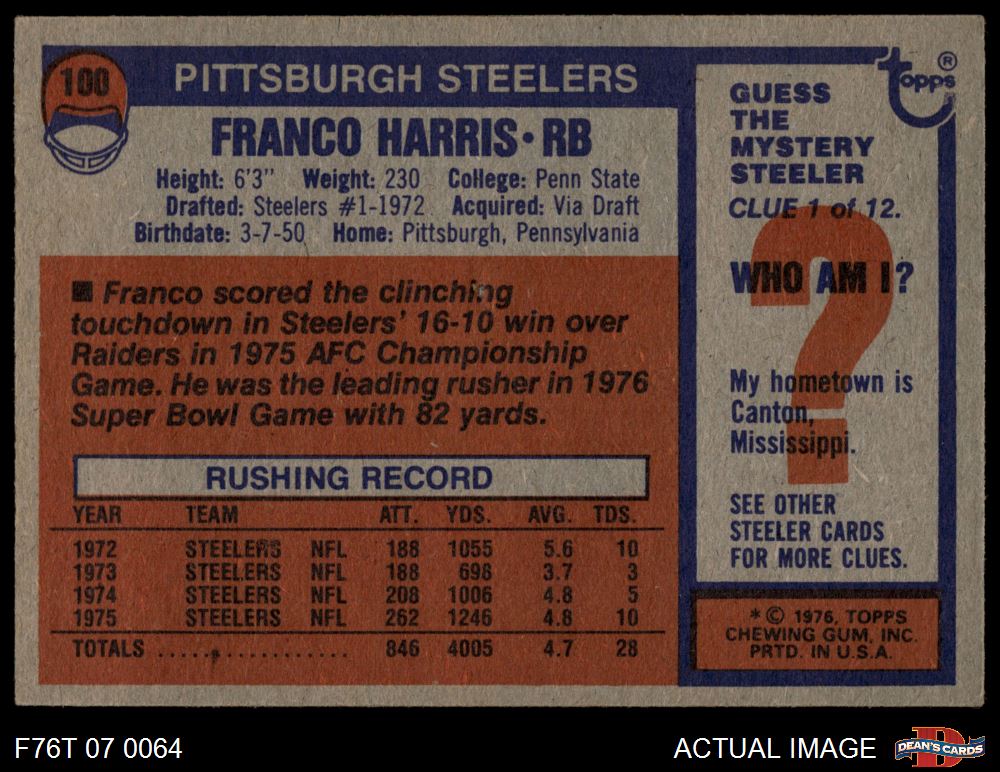 100
PITTSBURGH STEELERS
FRANCO HARRIS • RB
Height: 6'3" Weight: 230 College: Penn State
Drafted: Steelers #1-1972 Acquired: Via Draft
Birthdate: 3-7-50 Home: Pittsburgh, Pennsylvania
■ Franco scored the clinching
touchdown in Steelers' 16-10 win over
Raiders in 1975 AFC Championship
Game. He was the leading rusher in 1976
Super Bowl Game with 82 yards.
RUSHING RECORD
YEAR TEAM ATT. YDS. AVG. TDS.
1972 STEELERS NFL 188 1055 5.6 10
1973 STEELERS NFL 188 698 3.7 3
1974 STEELERS NFL 208 1006 4.8 5
1975 STEELERS NFL 262 1246 4.8 10
TOTALS .................. 846 4005 4.7 28
topps®
GUESS
THE
MYSTERY
STEELER
CLUE 1 of 12.
?
WHO AM I?
My hometown is
Canton,
Mississippi.
SEE OTHER
STEELER CARDS
FOR MORE CLUES.
* © 1976, TOPPS
CHEWING GUM, INC.
PRTD. IN U.S.A.
F76T 07 0064
ACTUAL IMAGE
D
DEAN'S CARDS